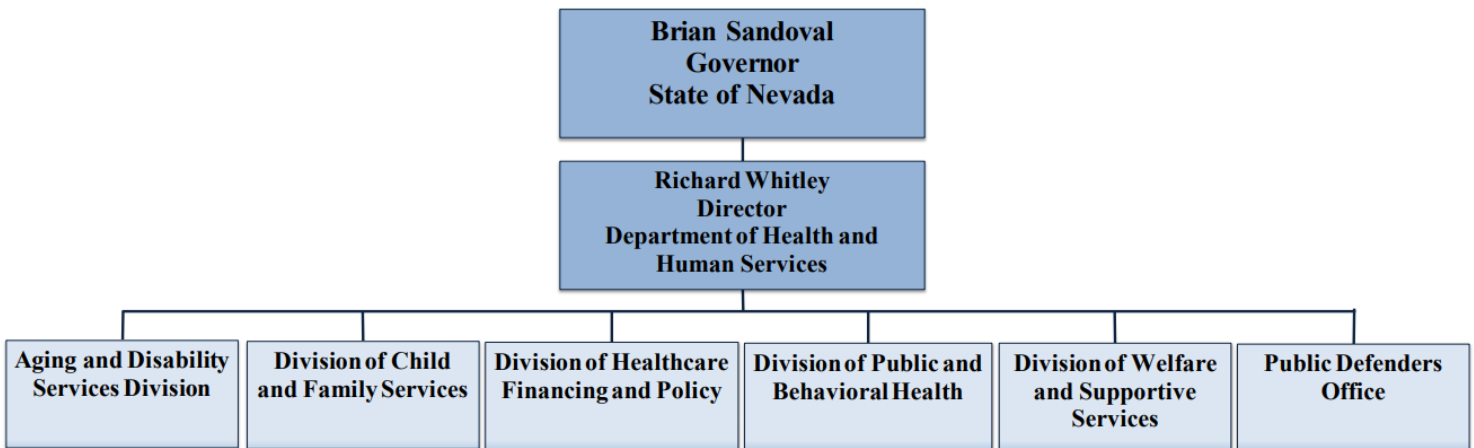 Brian Sandoval
Governor
State of Nevada
Richard Whitley
Director
Department of Health and
Human Services
Aging and Disability
Services Division
Division of Child
and Family Services
Division of Healthcare
Financing and Policy
Division of Public and
Behavioral Health
Division of Welfare
and Supportive
Services
Public Defenders
Office